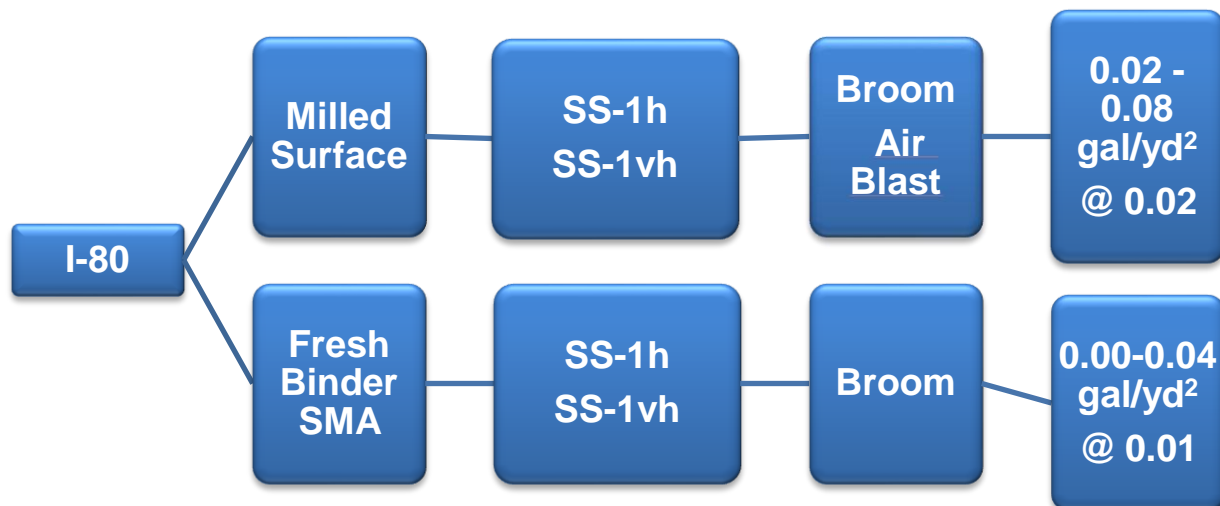 I-80
Milled
Surface
SS-1h
SS-1vh
Broom
Air
Blast
0.02 -
0.08
gal/yd²
@ 0.02
Fresh
Binder
SMA
SS-1h
SS-1vh
Broom
0.00-0.04
gal/yd²
@ 0.01